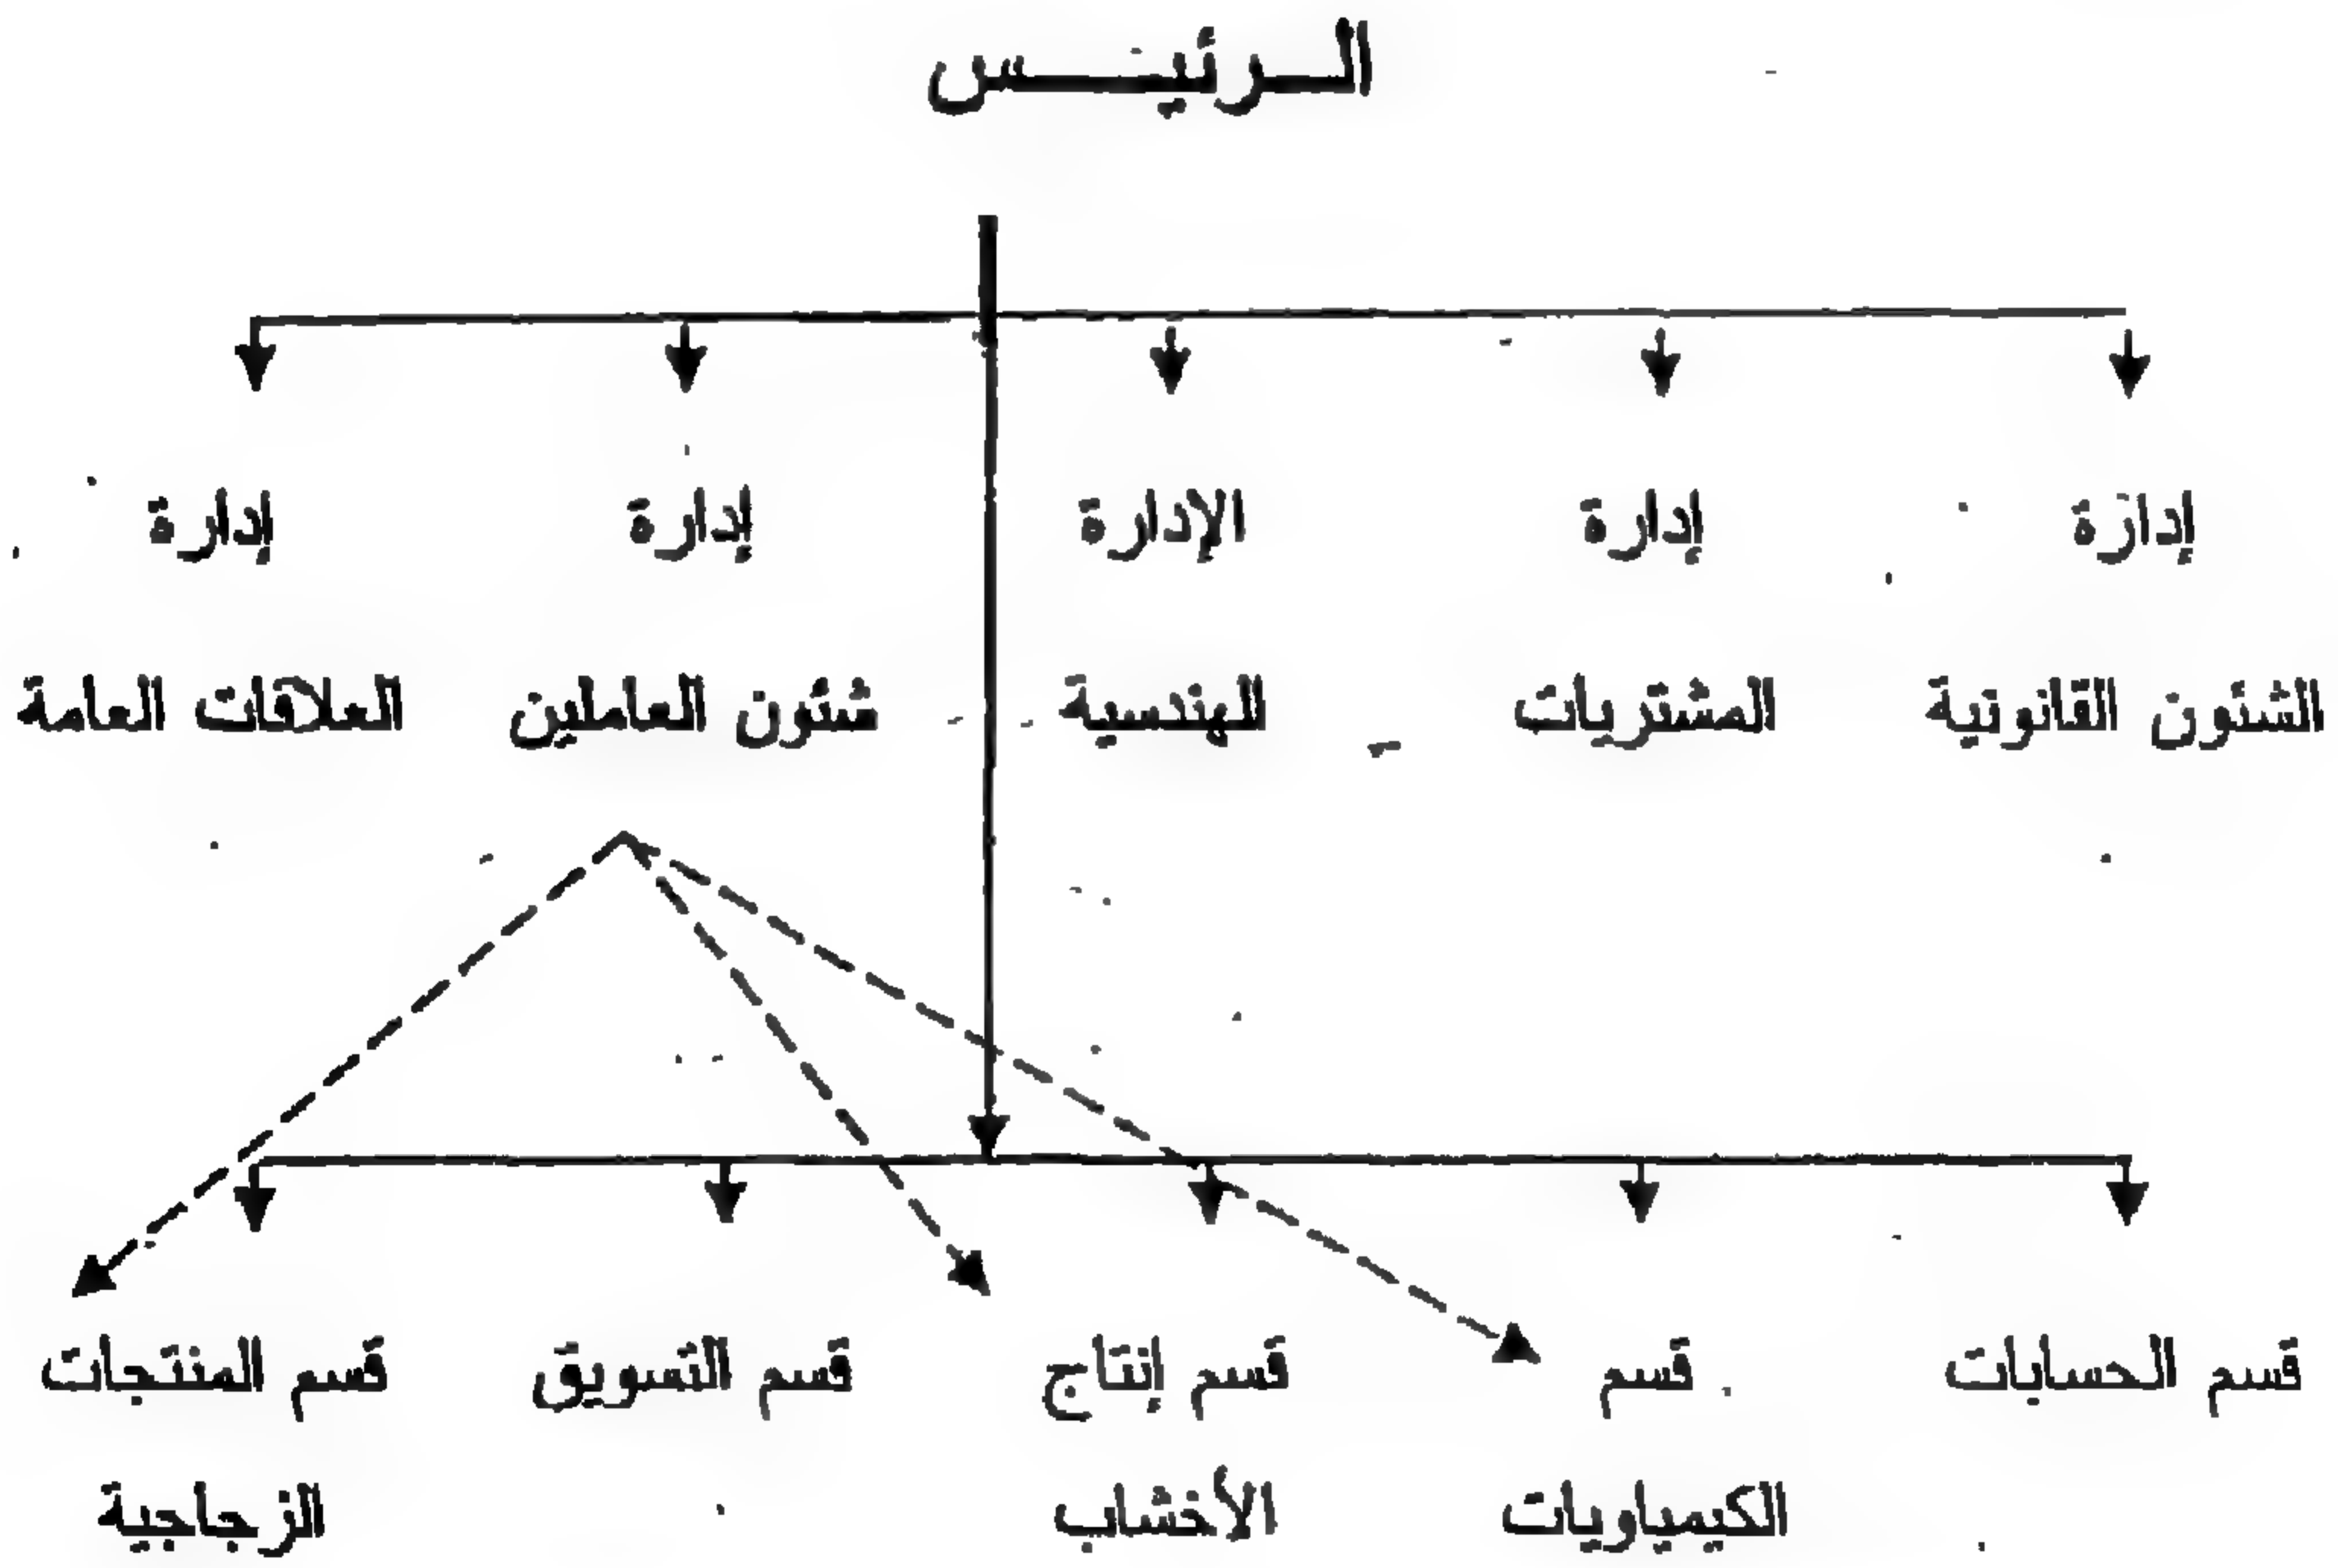 الـرئيـس
إدارة إدارة الإدارة إدارة إدارة
الشئون القانونية المشتريات الهندسية شئون العاملين العلاقات العامة
قسم الحسابات قسم قسم إنتاج قسم التسويق قسم المنتجات
الكيمياويات الأخشاب الزجاجية